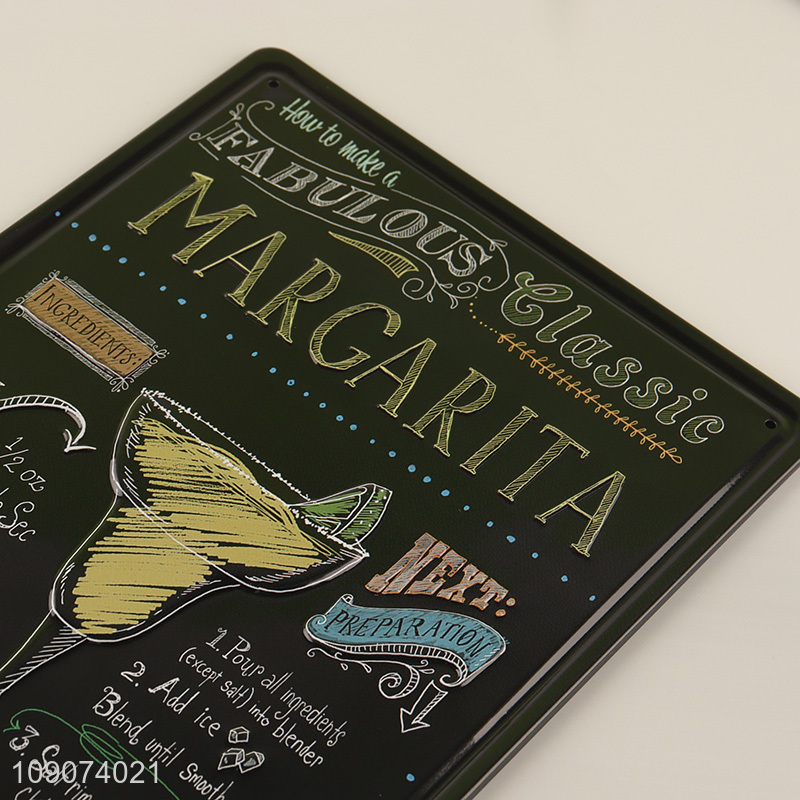 How to make a
FABULOUS
Classic
MARGARITA
INGREDIENTS:
1/2 oz
Sec
NEXT:
PREPARATION
1. Pour all ingredients
(except salt) into blender
2. Add ice
Blend until smooth
3.
109074021